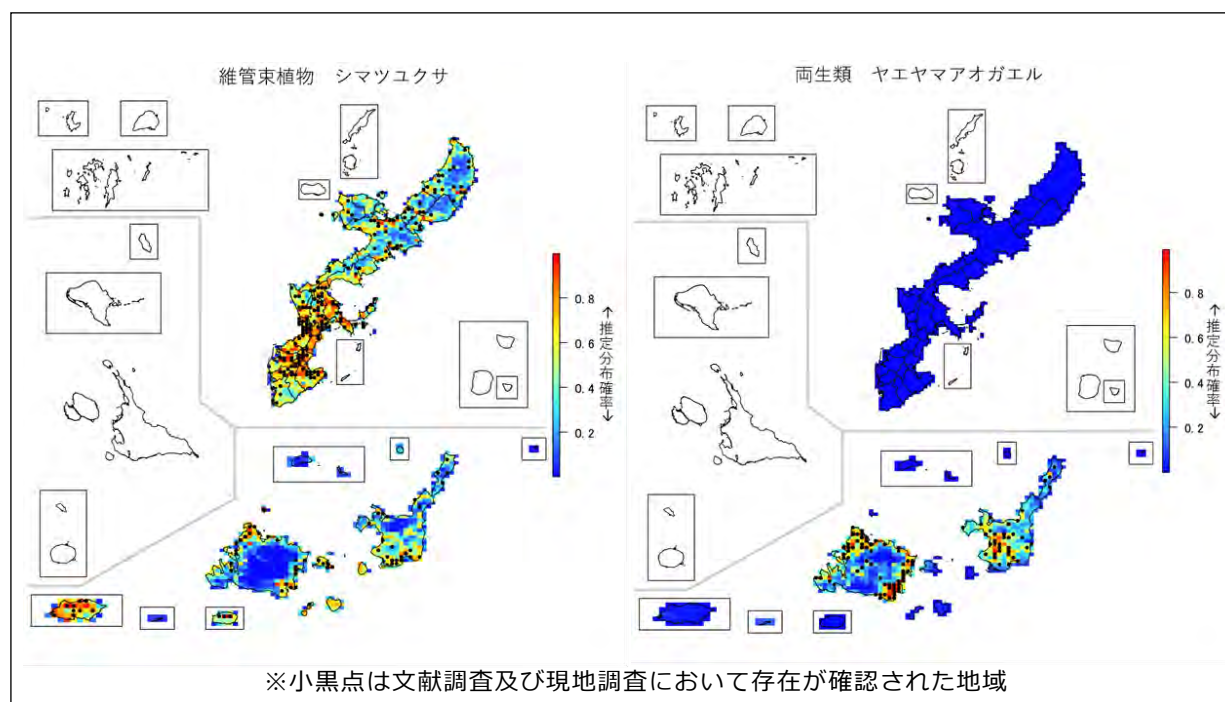 維管束植物　シマツユクサ
両生類　ヤエヤマアオガエル
0.8
0.6
0.4
0.2
↑推定分布確率↓
0.8
0.6
0.4
0.2
↑推定分布確率↓
※小黒点は文献調査及び現地調査において存在が確認された地域